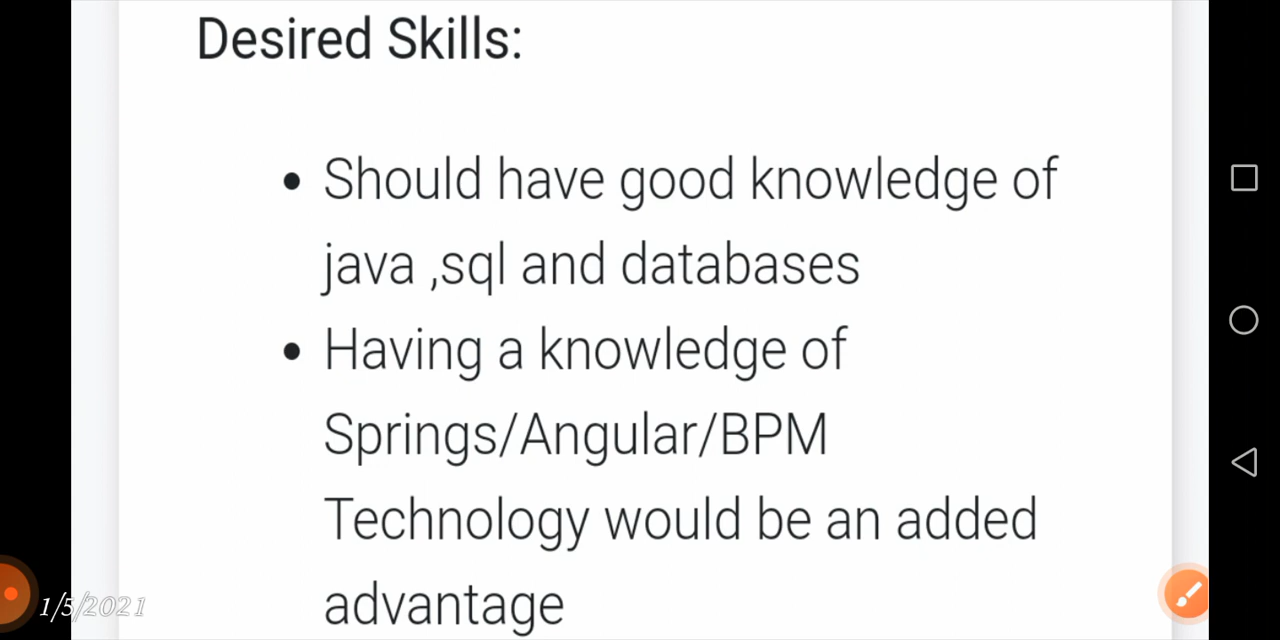 Desired Skills:
Should have good knowledge of
java ,sql and databases
Having a knowledge of
Springs/Angular/BPM
Technology would be an added
advantage
1/5/2021